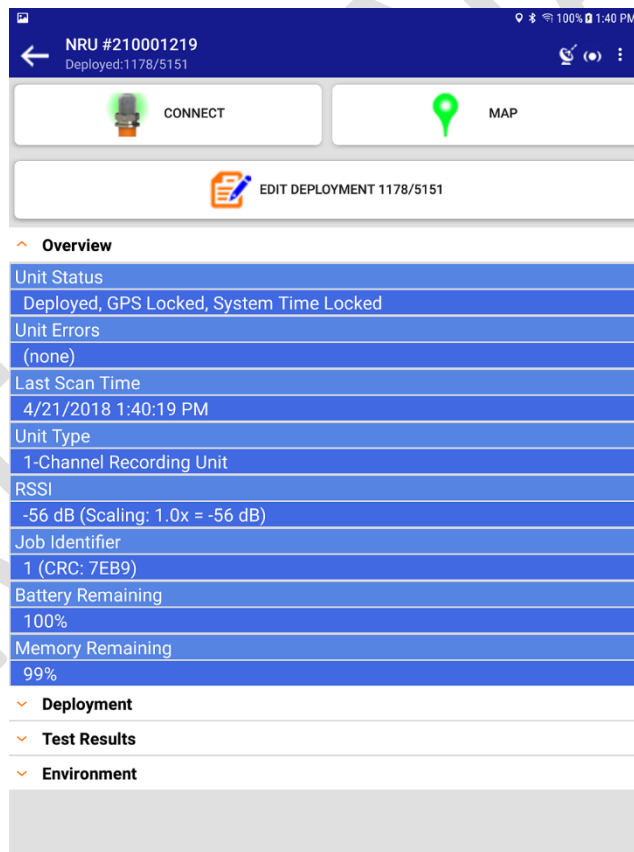 100% 1:40 PM
NRU #210001219
Deployed:1178/5151
CONNECT
MAP
EDIT DEPLOYMENT 1178/5151
Overview
Unit Status
Deployed, GPS Locked, System Time Locked
Unit Errors
(none)
Last Scan Time
4/21/2018 1:40:19 PM
Unit Type
1-Channel Recording Unit
RSSI
-56 dB (Scaling: 1.0x = -56 dB)
Job Identifier
1 (CRC: 7EB9)
Battery Remaining
100%
Memory Remaining
99%
Deployment
Test Results
Environment